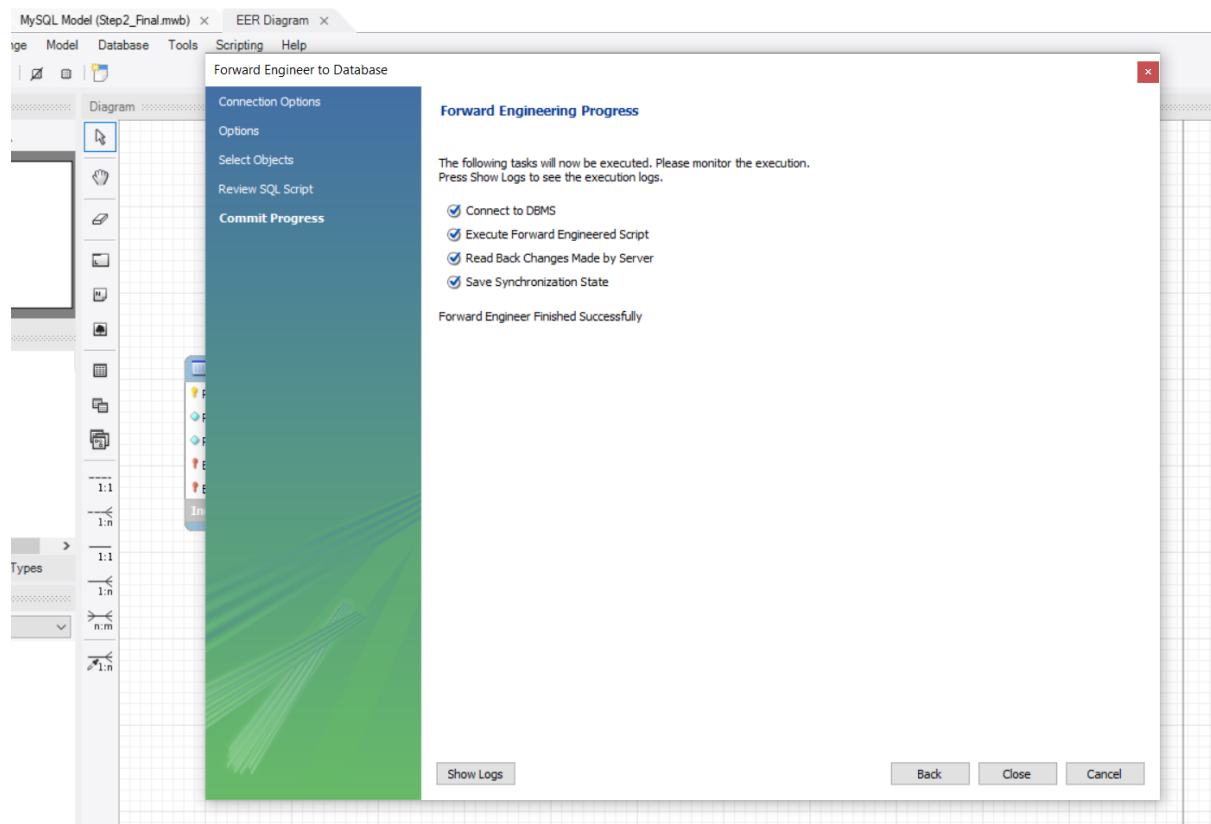 MySQL Model (Step2_Final.mwb) × EER Diagram ×
nge Model Database Tools Scripting Help
Forward Engineer to Database
Diagram
Connection Options
Options
Select Objects
Review SQL Script
Commit Progress
Forward Engineering Progress
The following tasks will now be executed. Please monitor the execution.
Press Show Logs to see the execution logs.
Connect to DBMS
Execute Forward Engineered Script
Read Back Changes Made by Server
Save Synchronization State
Forward Engineer Finished Successfully
In
1:1
1:n
1:1
Types
1:n
n:m
1:n
Show Logs Back Close Cancel